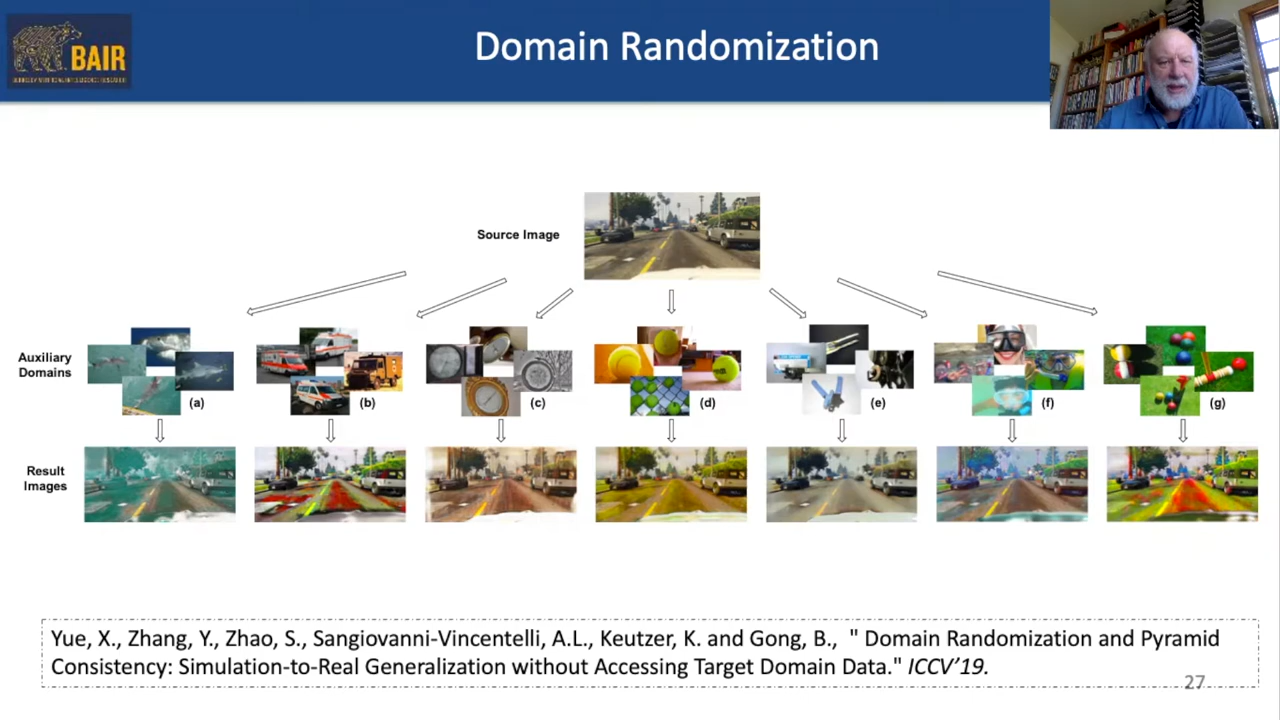 BAIR
Domain Randomization
Source Image
Auxiliary
Domains
(a)
(b)
(c)
(d)
(e)
(f)
(g)
Result
Images
Yue, X., Zhang, Y., Zhao, S., Sangiovanni-Vincentelli, A.L., Keutzer, K. and Gong, B., " Domain Randomization and Pyramid
Consistency: Simulation-to-Real Generalization without Accessing Target Domain Data." ICCV'19.
27